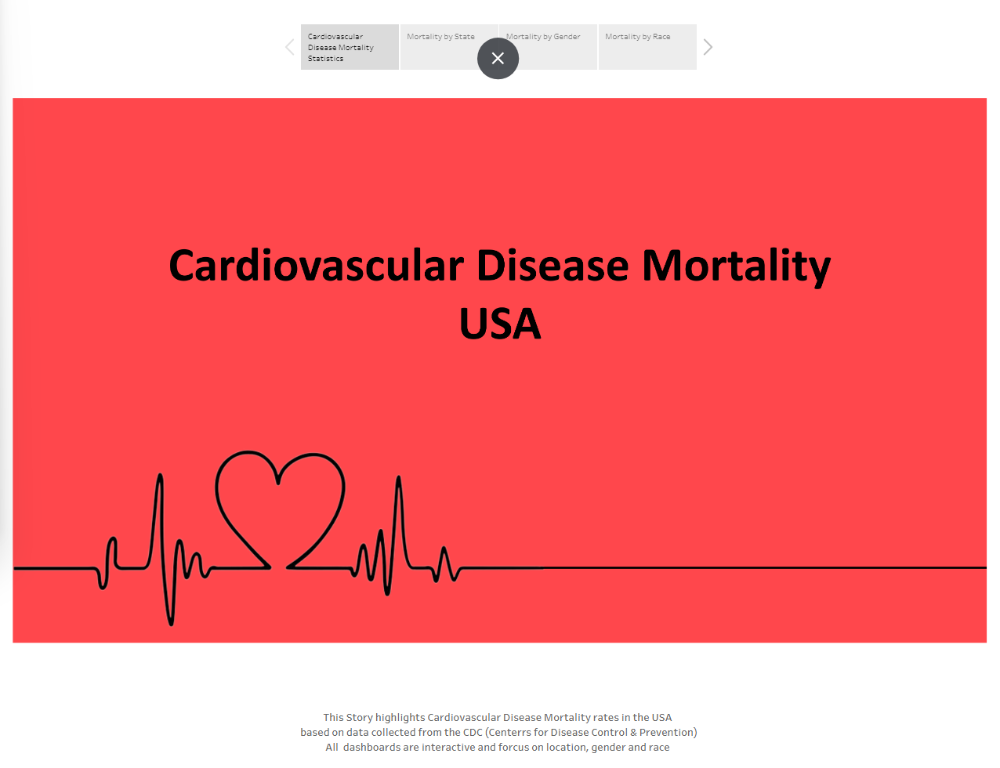 Cardiovascular
Disease Mortality
Statistics
Mortality by State
Mortality by Gender
Mortality by Race
Cardiovascular Disease Mortality
USA
This Story highlights Cardiovascular Disease Mortality rates in the USA
based on data collected from the CDC (Centerrs for Disease Control & Prevention)
All  dashboards are interactive and forcus on location, gender and race